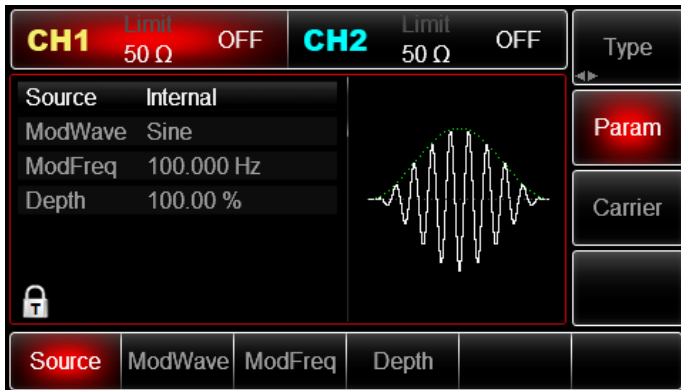 CH1 Limit 50 Ω OFF
CH2 Limit 50 Ω OFF
Type
Source Internal
ModWave Sine
ModFreq 100.000 Hz
Depth 100.00 %
T
Param
Carrier
Source ModWave ModFreq Depth